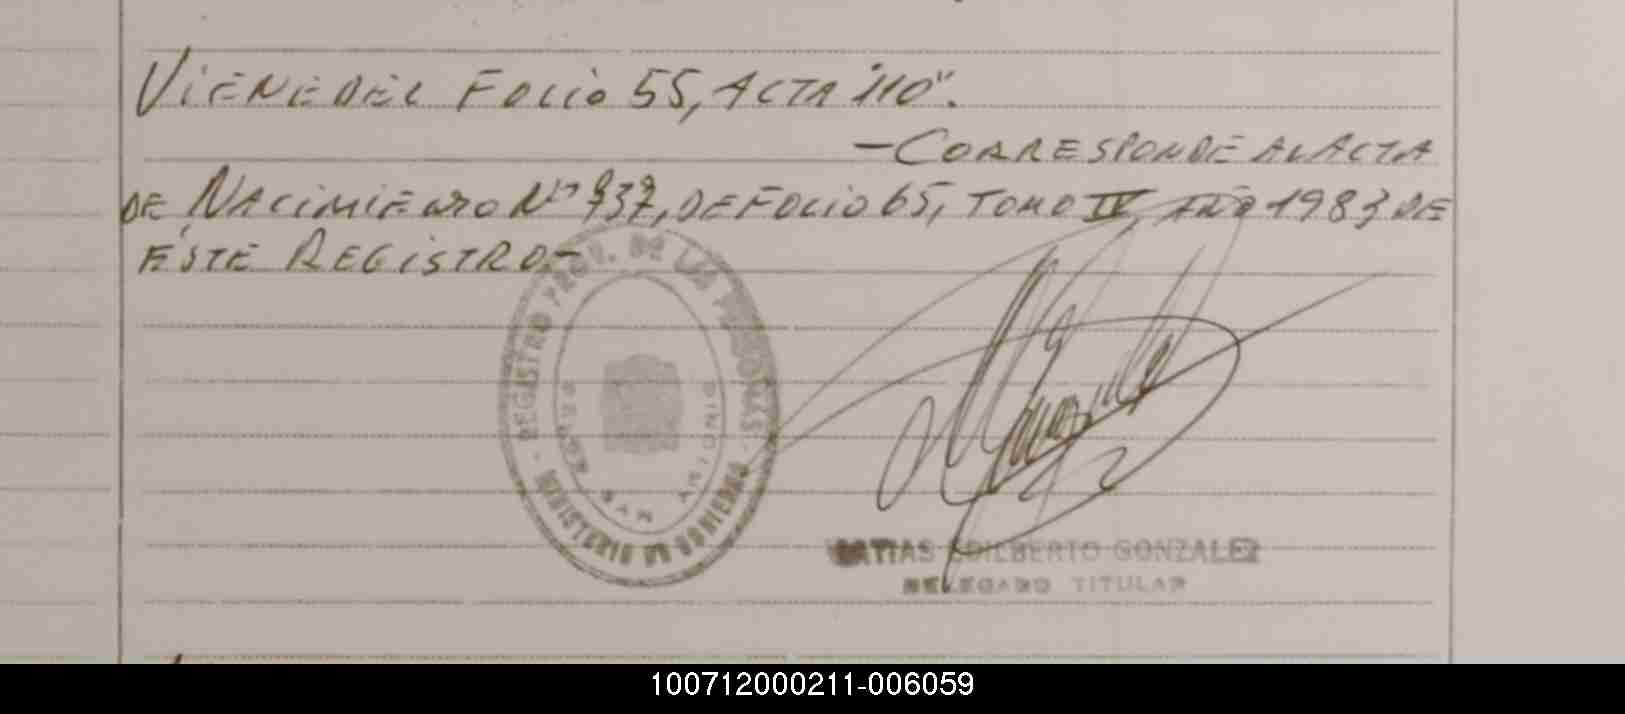 VIENE DEL FOLIO 55, ACTA "110".
- CORRESPONDE AL ACTA
DE NACIMIENTO Nº 937, DE FOLIO 65, TOMO IV AÑO 1983 DE
ESTE REGISTRO.-
- REGISTRO PROV. DE LAS PERSONAS -
MINISTERIO DE GOBIERNO
SAN ANTONIO
MATIAS EDILBERTO GONZALEZ
DELEGADO TITULAR
100712000211-006059